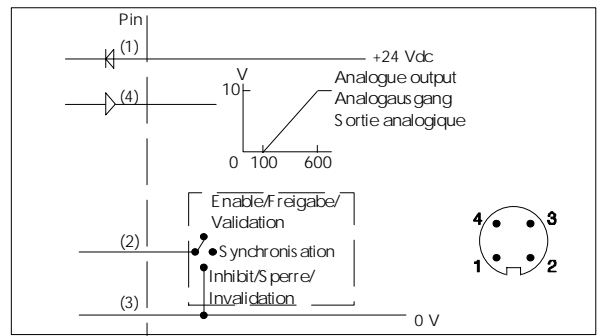 Pin
(1)
+24 Vdc
V
Analogue output
10
(4)
Analogausgang
Sortie analogique
0 100 600
Enable/Freigabe/
Validation
4 3
(2)
Synchronisation
Inhibit/Sperre/
1 2
Invalidation
(3)
0 V